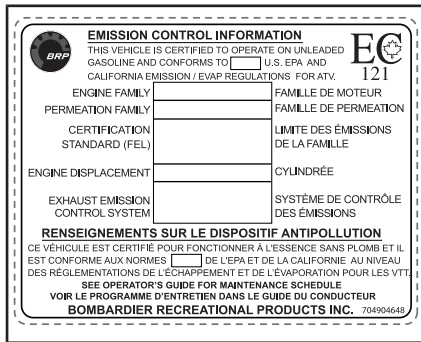 EMISSION CONTROL INFORMATION
THIS VEHICLE IS CERTIFIED TO OPERATE ON UNLEADED
GASOLINE AND CONFORMS TO U.S. EPA AND
CALIFORNIA EMISSION / EVAP REGULATIONS FOR ATV.
BRP
EC
121
ENGINE FAMILY FAMILLE DE MOTEUR
PERMEATION FAMILY FAMILLE DE PERMEATION
CERTIFICATION LIMITE DES ÉMISSIONS
STANDARD (FEL) DE LA FAMILLE
ENGINE DISPLACEMENT CYLINDRÉE
EXHAUST EMISSION SYSTÈME DE CONTRÔLE
CONTROL SYSTEM DES ÉMISSIONS
RENSEIGNEMENTS SUR LE DISPOSITIF ANTIPOLLUTION
CE VÉHICULE EST CERTIFIÉ POUR FONCTIONNER À L'ESSENCE SANS PLOMB ET IL
EST CONFORME AUX NORMES DE L'EPA ET DE LA CALIFORNIE AU NIVEAU
DES RÉGLEMENTATIONS DE L'ÉCHAPPEMENT ET DE L'ÉVAPORATION POUR LES VTT.
SEE OPERATOR'S GUIDE FOR MAINTENANCE SCHEDULE
VOIR LE PROGRAMME D'ENTRETIEN DANS LE GUIDE DU CONDUCTEUR
BOMBARDIER RECREATIONAL PRODUCTS INC. 704904648